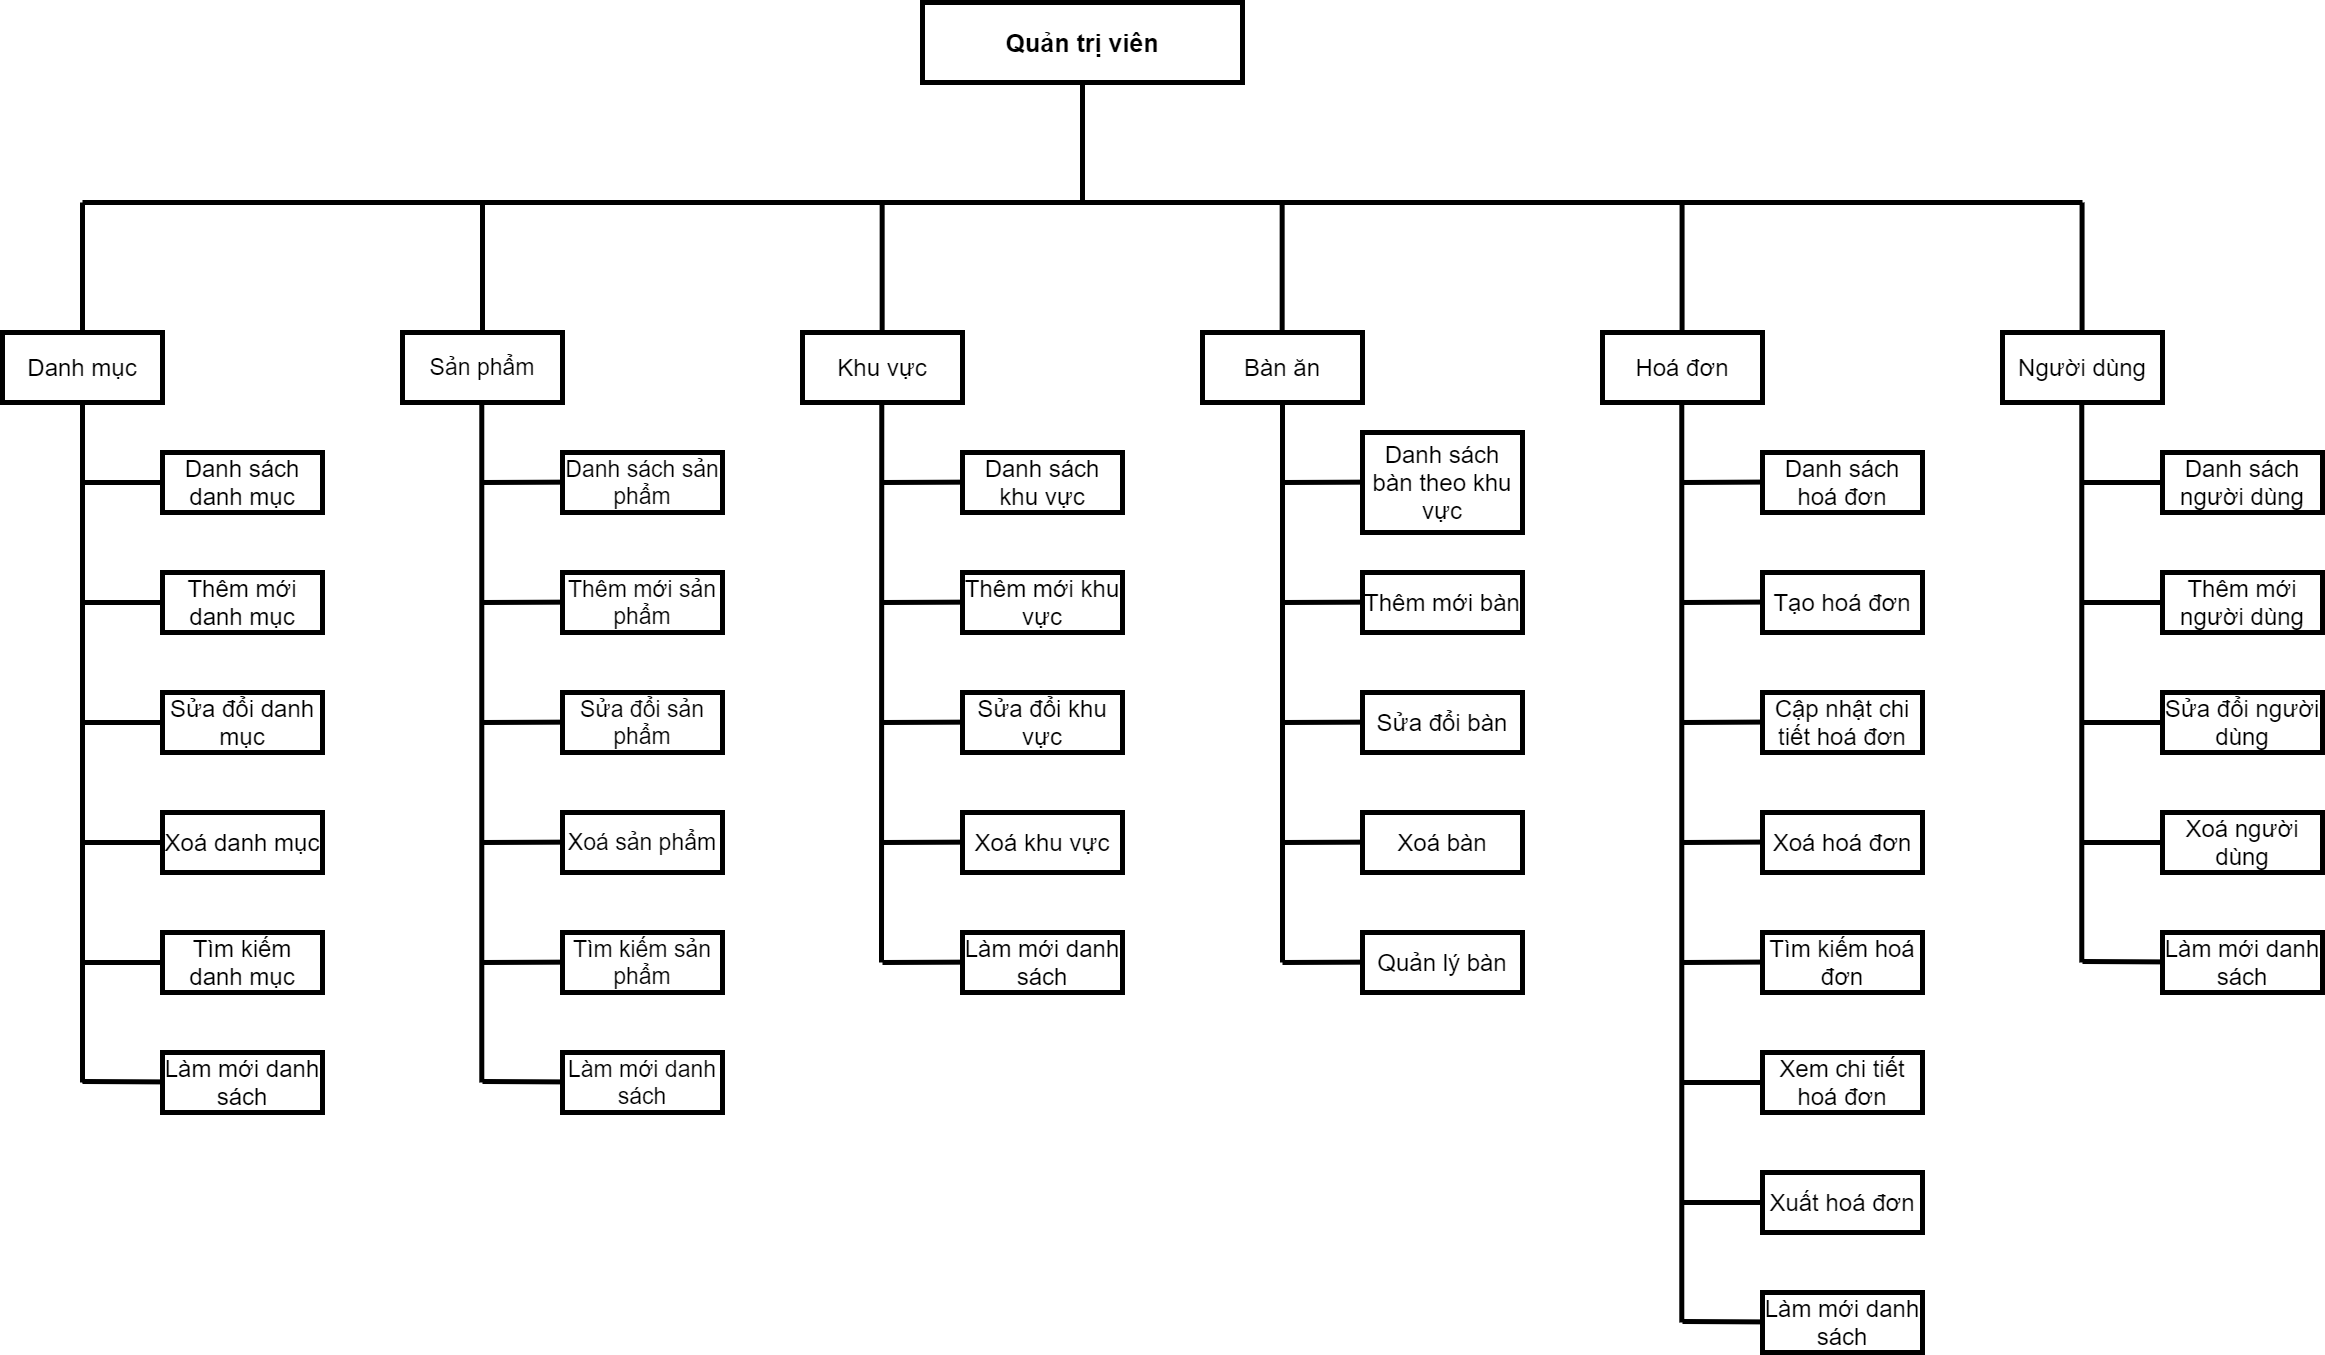 Quản trị viên
Danh mục
Sản phẩm
Khu vực
Bàn ăn
Hoá đơn
Người dùng
Danh sách
danh mục
Thêm mới
danh mục
Sửa đổi danh
mục
Xoá danh mục
Tìm kiếm
danh mục
Làm mới danh
sách
Danh sách sản
phẩm
Thêm mới sản
phẩm
Sửa đổi sản
phẩm
Xoá sản phẩm
Tìm kiếm sản
phẩm
Làm mới danh
sách
Danh sách
khu vực
Thêm mới khu
vực
Sửa đổi khu
vực
Xoá khu vực
Làm mới danh
sách
Danh sách
bàn theo khu
vực
Thêm mới bàn
Sửa đổi bàn
Xoá bàn
Quản lý bàn
Danh sách
hoá đơn
Tạo hoá đơn
Cập nhật chi
tiết hoá đơn
Xoá hoá đơn
Tìm kiếm hoá
đơn
Xem chi tiết
hoá đơn
Xuất hoá đơn
Làm mới danh
sách
Danh sách
người dùng
Thêm mới
người dùng
Sửa đổi người
dùng
Xoá người
dùng
Làm mới danh
sách